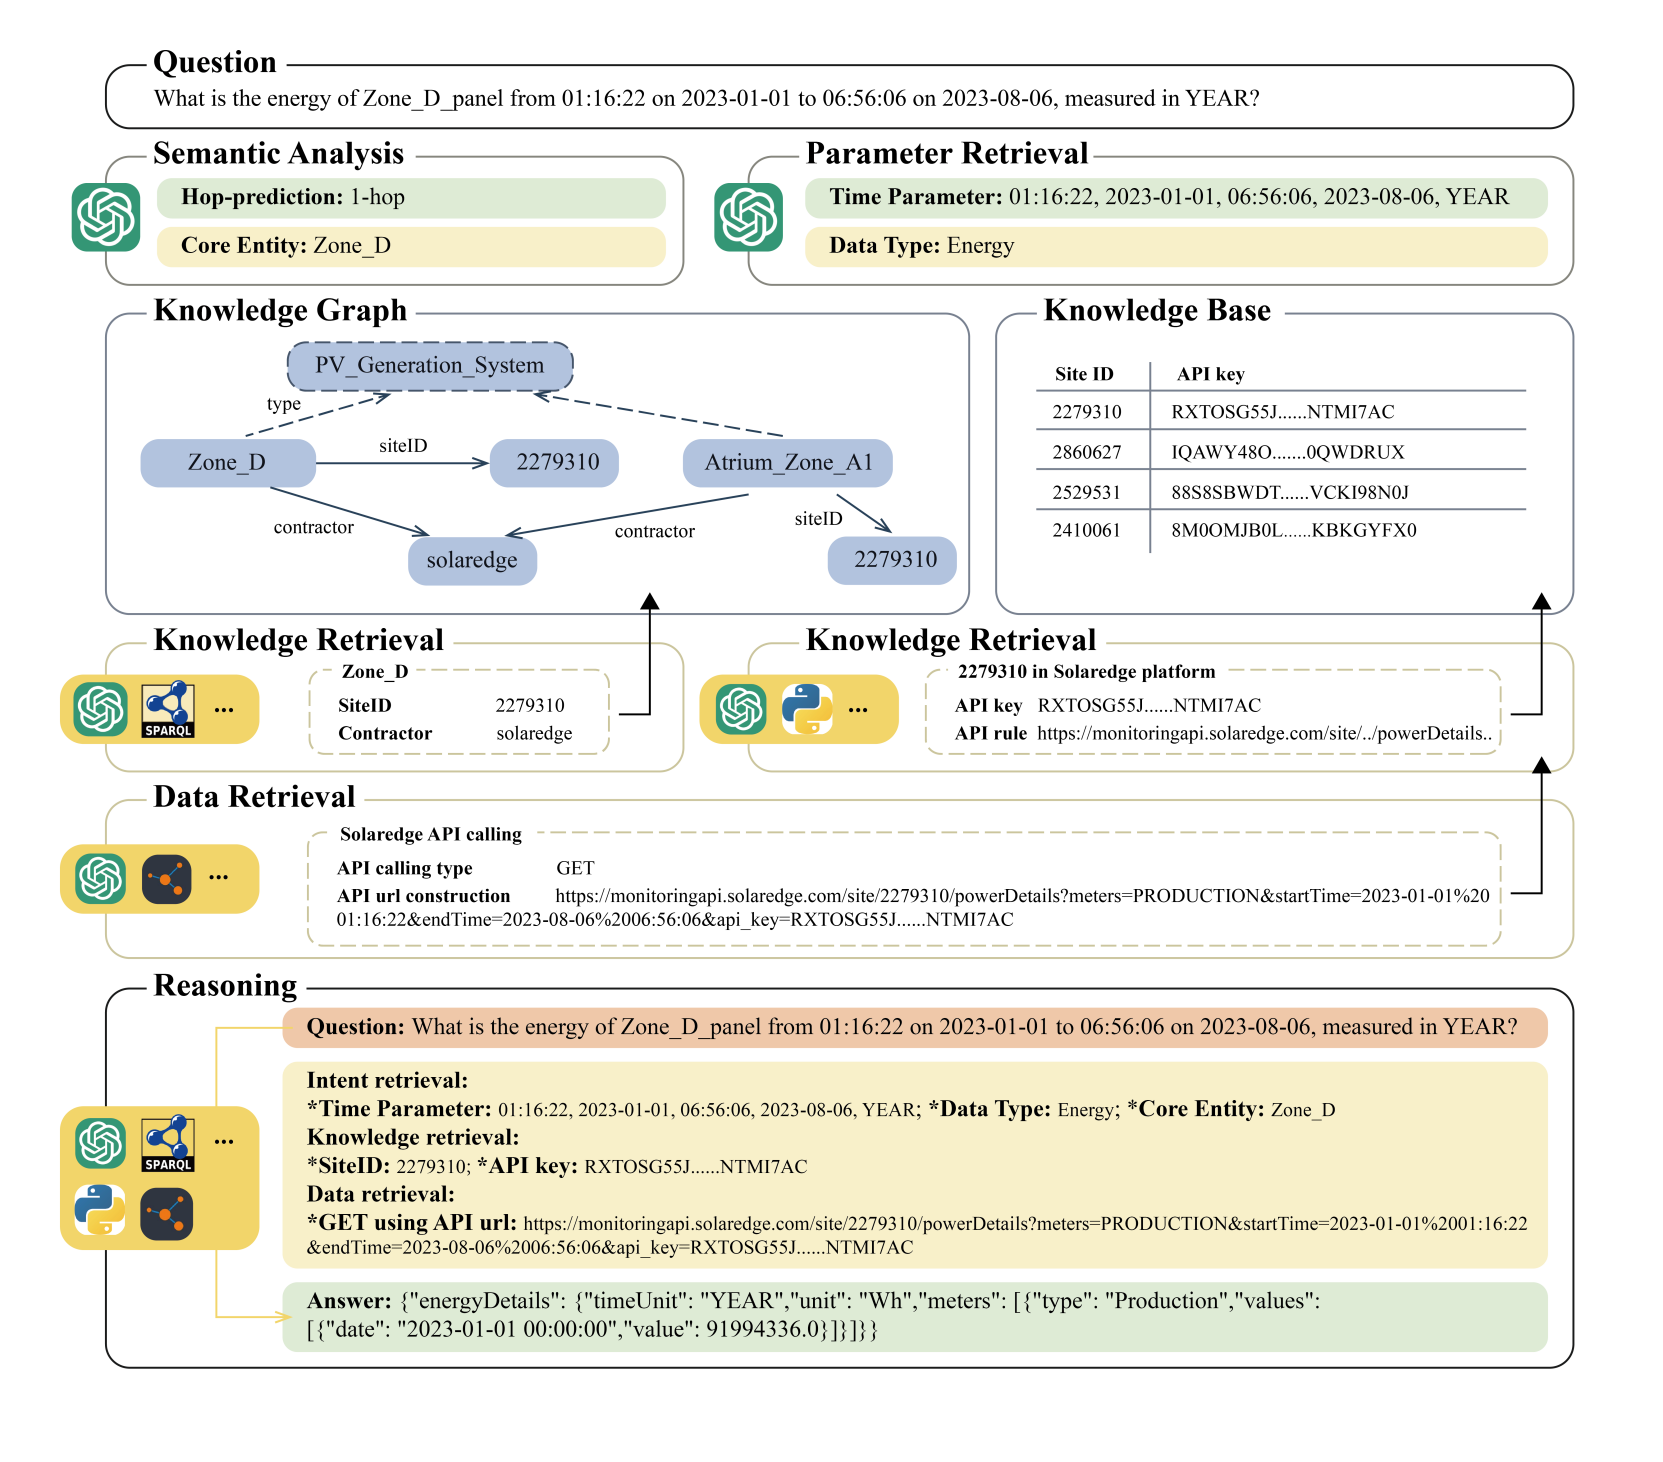 Question
What is the energy of Zone_D_panel from 01:16:22 on 2023-01-01 to 06:56:06 on 2023-08-06, measured in YEAR?
Semantic Analysis
Hop-prediction: 1-hop
Core Entity: Zone_D
Parameter Retrieval
Time Parameter: 01:16:22, 2023-01-01, 06:56:06, 2023-08-06, YEAR
Data Type: Energy
Knowledge Graph
PV_Generation_System
type
Zone_D
siteID
2279310
Atrium_Zone_A1
contractor
contractor
siteID
solaredge
2279310
Knowledge Base
Site ID API key
2279310 RXTOSG55J......NTMI7AC
2860627 IQAWY48O.......0QWDRUX
2529531 88S8SBWDT......VCKI98N0J
2410061 8M0OMJB0L......KBKGYFX0
Knowledge Retrieval
Zone_D
SiteID 2279310
Contractor solaredge
SPARQL
...
Knowledge Retrieval
2279310 in Solaredge platform
API key RXTOSG55J......NTMI7AC
API rule https://monitoringapi.solaredge.com/site/../powerDetails..
...
Data Retrieval
Solaredge API calling
API calling type GET
API url construction https://monitoringapi.solaredge.com/site/2279310/powerDetails?meters=PRODUCTION&startTime=2023-01-01%20
01:16:22&endTime=2023-08-06%2006:56:06&api_key=RXTOSG55J......NTMI7AC
...
Reasoning
Question: What is the energy of Zone_D_panel from 01:16:22 on 2023-01-01 to 06:56:06 on 2023-08-06, measured in YEAR?
Intent retrieval:
*Time Parameter: 01:16:22, 2023-01-01, 06:56:06, 2023-08-06, YEAR; *Data Type: Energy; *Core Entity: Zone_D
Knowledge retrieval:
*SiteID: 2279310; *API key: RXTOSG55J......NTMI7AC
Data retrieval:
*GET using API url: https://monitoringapi.solaredge.com/site/2279310/powerDetails?meters=PRODUCTION&startTime=2023-01-01%2001:16:22
&endTime=2023-08-06%2006:56:06&api_key=RXTOSG55J......NTMI7AC
SPARQL
...
Answer: {"energyDetails": {"timeUnit": "YEAR","unit": "Wh","meters": [{"type": "Production","values":
[{"date": "2023-01-01 00:00:00","value": 91994336.0}]}]}}